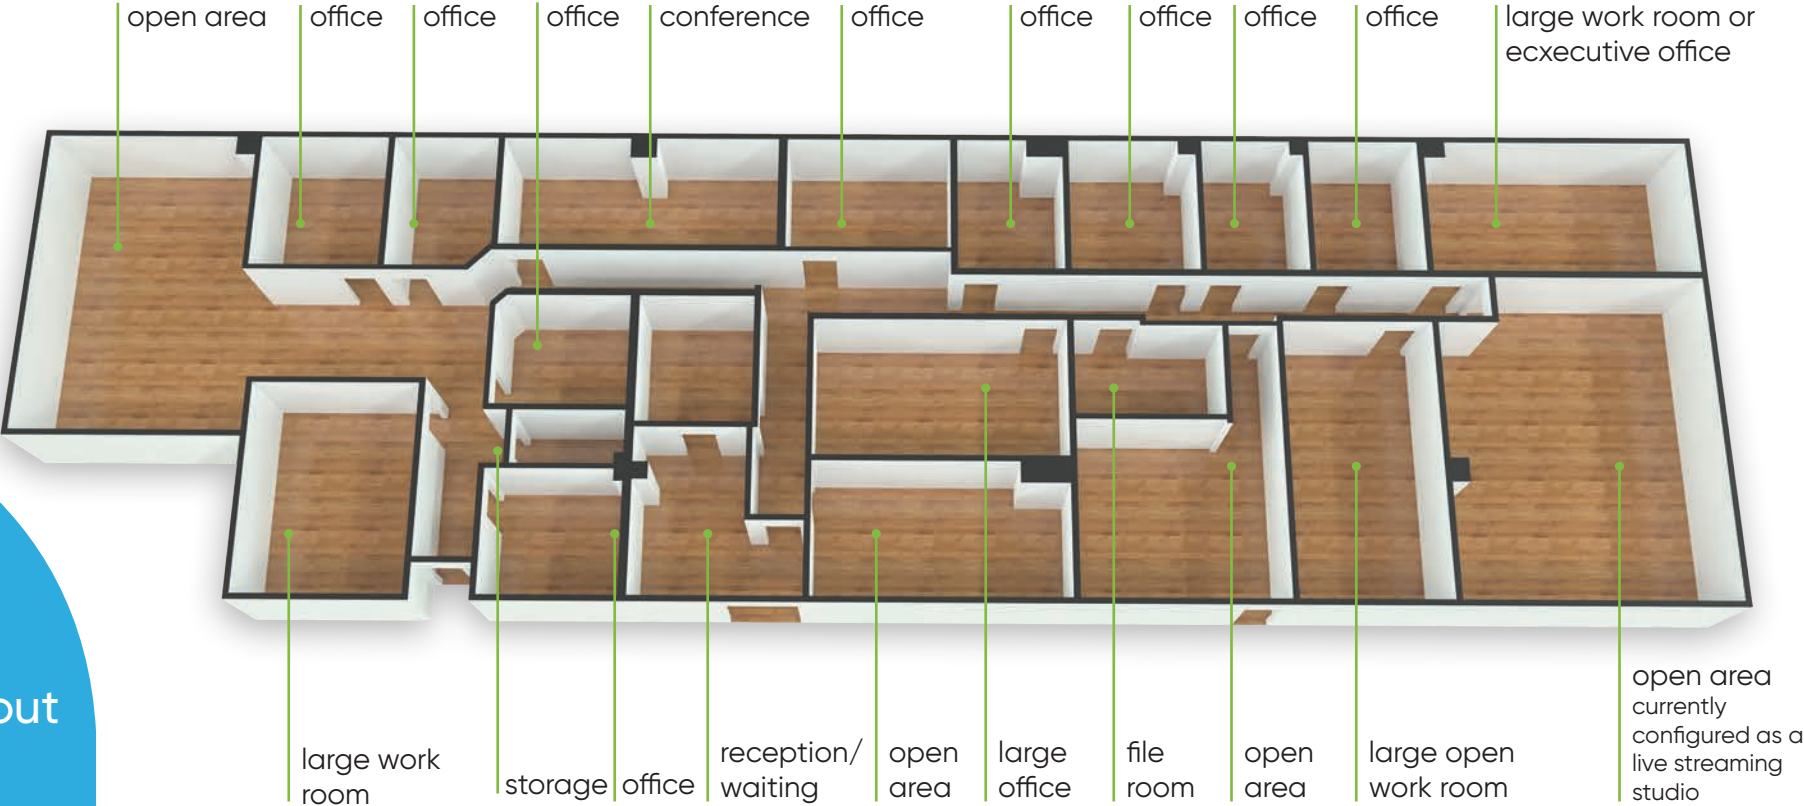 open area
office
office
office
conference
office
office
office
office
office
large work room or
ecxecutive office
out
large work
room
storage
office
reception/
waiting
open
area
large
office
file
room
open
area
large open
work room
open area
currently
configured as a
live streaming
studio